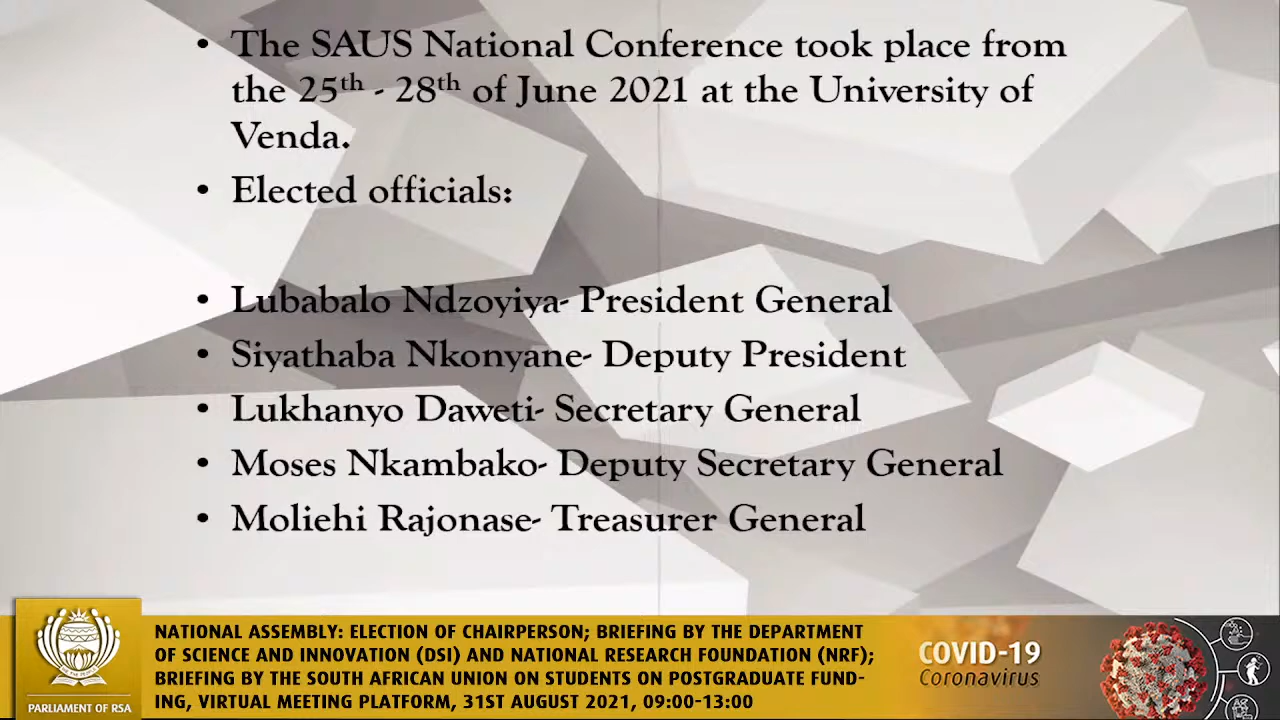 • The SAUS National Conference took place from
the 25th - 28th of June 2021 at the University of
Venda.
• Elected officials:
• Lubabalo Ndzoyiya- President General
• Siyathaba Nkonyane- Deputy President
• Lukhanyo Daweti- Secretary General
• Moses Nkambako- Deputy Secretary General
• Moliehi Rajonase- Treasurer General
NATIONAL ASSEMBLY: ELECTION OF CHAIRPERSON; BRIEFING BY THE DEPARTMENT
OF SCIENCE AND INNOVATION (DSI) AND NATIONAL RESEARCH FOUNDATION (NRF);
BRIEFING BY THE SOUTH AFRICAN UNION ON STUDENTS ON POSTGRADUATE FUND-
ING, VIRTUAL MEETING PLATFORM, 31ST AUGUST 2021, 09:00-13:00
PARLIAMENT OF RSA
COVID-19
Coronavirus